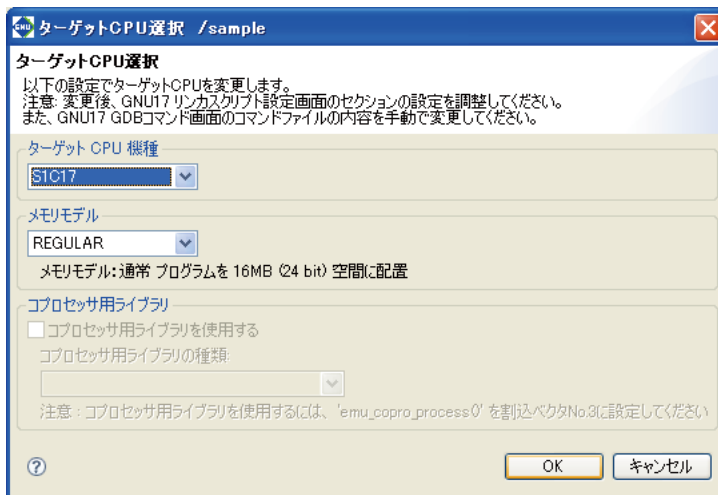 GNU ターゲットCPU選択 /sample
ターゲットCPU選択
以下の設定でターゲットCPUを変更します。
注意: 変更後、GNU17 リンカスクリプト設定画面のセクションの設定を調整してください。
また、GNU17 GDBコマンド画面のコマンドファイルの内容を手動で変更してください。
ターゲット CPU 機種
S1C17
メモリモデル
REGULAR
メモリモデル: 通常 プログラムを 16MB (24 bit) 空間に配置
コプロセッサ用ライブラリ
コプロセッサ用ライブラリを使用する
コプロセッサ用ライブラリの種類:
注意 : コプロセッサ用ライブラリを使用するには、 'emu_copro_process()' を割込ベクタNo.3に設定してください
? OK キャンセル